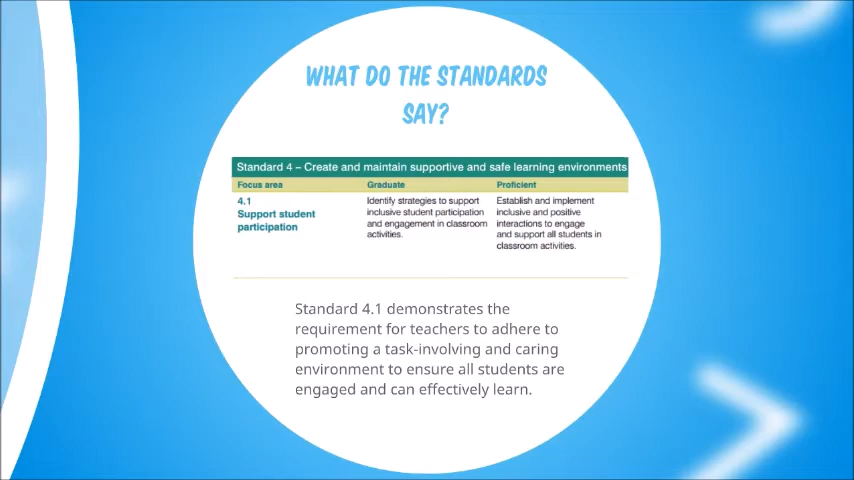 WHAT DO THE STANDARDS
SAY?
Standard 4 – Create and maintain supportive and safe learning environments
Focus area Graduate Proficient
4.1 Identify strategies to support Establish and implement
Support student inclusive student participation inclusive and positive
participation and engagement in classroom interactions to engage
activities. and support all students in
classroom activities.
Standard 4.1 demonstrates the
requirement for teachers to adhere to
promoting a task-involving and caring
environment to ensure all students are
engaged and can effectively learn.